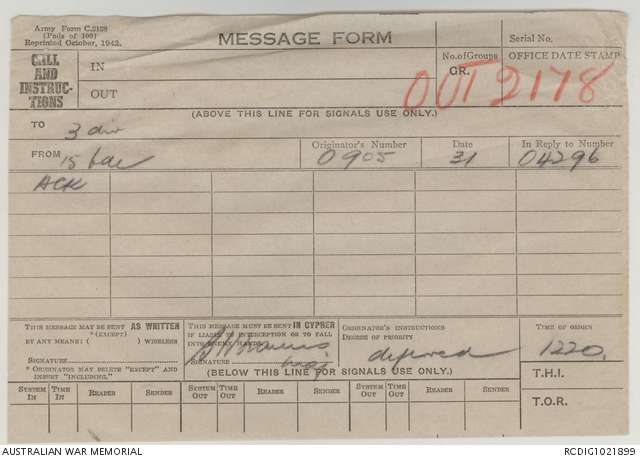 Army Form C.2128
(Pads of 100)
Reprinted October, 1942.
MESSAGE FORM
Serial No.
CALL AND INSTRUC-TIONS
IN
OUT
No. of Groups
GR.
OFFICE DATE STAMP
OUT 2178
(ABOVE THIS LINE FOR SIGNALS USE ONLY.)
TO 3 div
Originator's Number Date In Reply to Number
FROM 15 bde 0905 31 04296
ACK
THIS MESSAGE MAY BE SENT AS WRITTEN
*(EXCEPT)
BY ANY MEANS ( ) WIRELESS
SIGNATURE
* ORIGINATOR MAY DELETE "EXCEPT" AND INSERT "INCLUDING."
THIS MESSAGE MUST BE SENT IN CYPHER
IF LIABLE TO INTERCEPTION OR TO FALL
INTO ENEMY HANDS.
SIGNATURE
Maj
ORIGINATOR'S INSTRUCTIONS
DEGREE OF PRIORITY
deferred
TIME OF ORIGIN
1220.
(BELOW THIS LINE FOR SIGNALS USE ONLY.)
T.H.I.
SYSTEM IN TIME IN READER SENDER SYSTEM OUT TIME OUT READER SENDER SYSTEM OUT TIME OUT READER SENDER
T.O.R.
AUSTRALIAN WAR MEMORIAL
RCDIG1021899